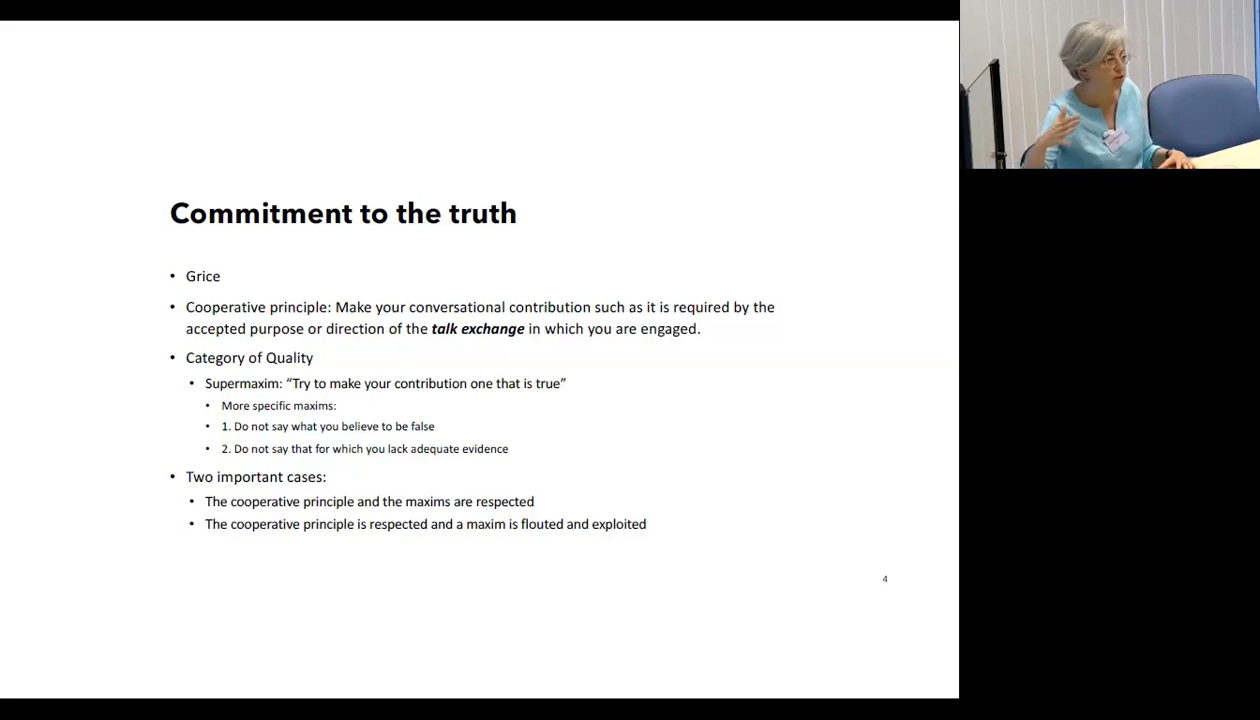 Commitment to the truth
• Grice
• Cooperative principle: Make your conversational contribution such as it is required by the
accepted purpose or direction of the talk exchange in which you are engaged.
• Category of Quality
• Supermaxim: “Try to make your contribution one that is true”
• More specific maxims:
• 1. Do not say what you believe to be false
• 2. Do not say that for which you lack adequate evidence
• Two important cases:
• The cooperative principle and the maxims are respected
• The cooperative principle is respected and a maxim is flouted and exploited
4